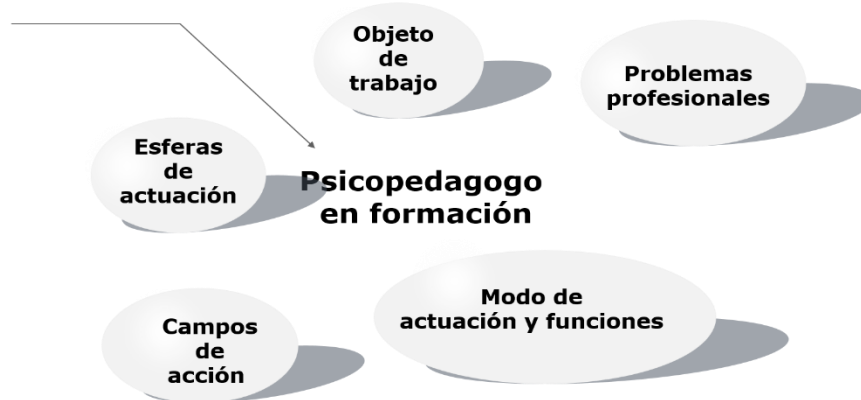 Objeto
de
trabajo
Problemas
profesionales
Esferas
de
actuación
Psicopedagogo
en formación
Modo de
actuación y funciones
Campos
de
acción